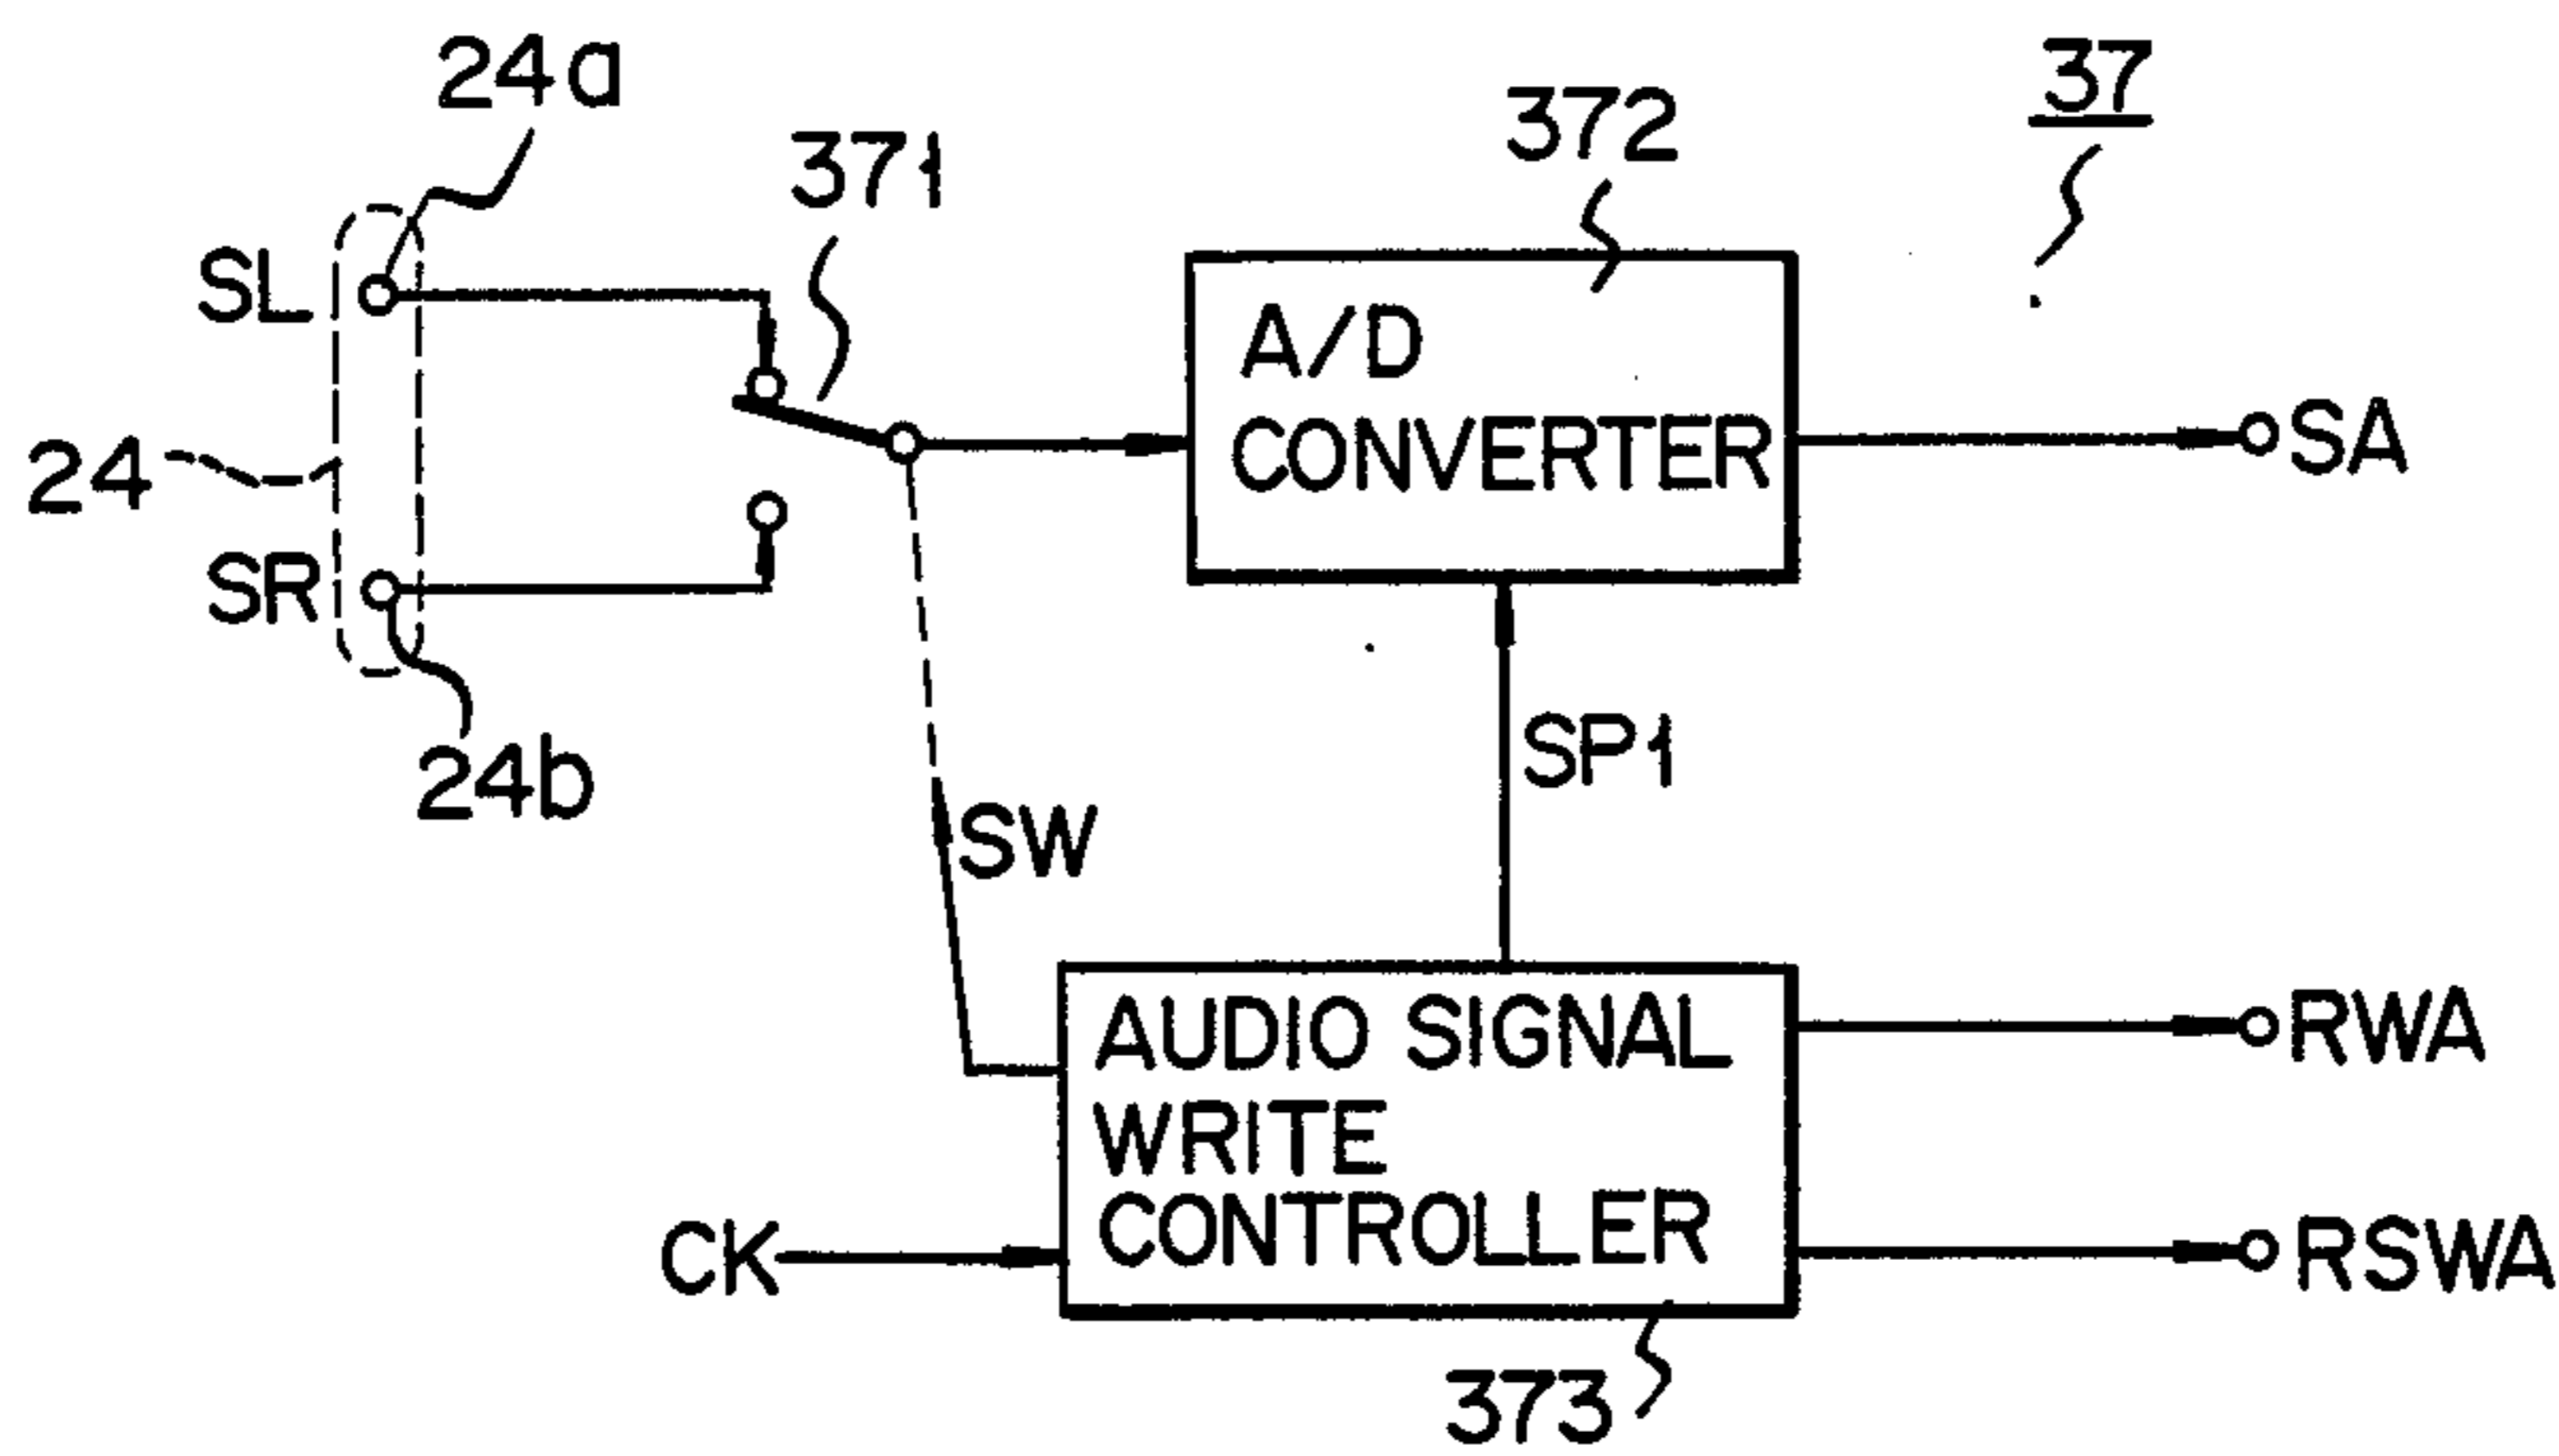 24a
37
372
371
SL
A/D
CONVERTER
SA
24
SR
24b
SP1
SW
AUDIO SIGNAL
WRITE
CONTROLLER
RWA
CK
RSWA
373